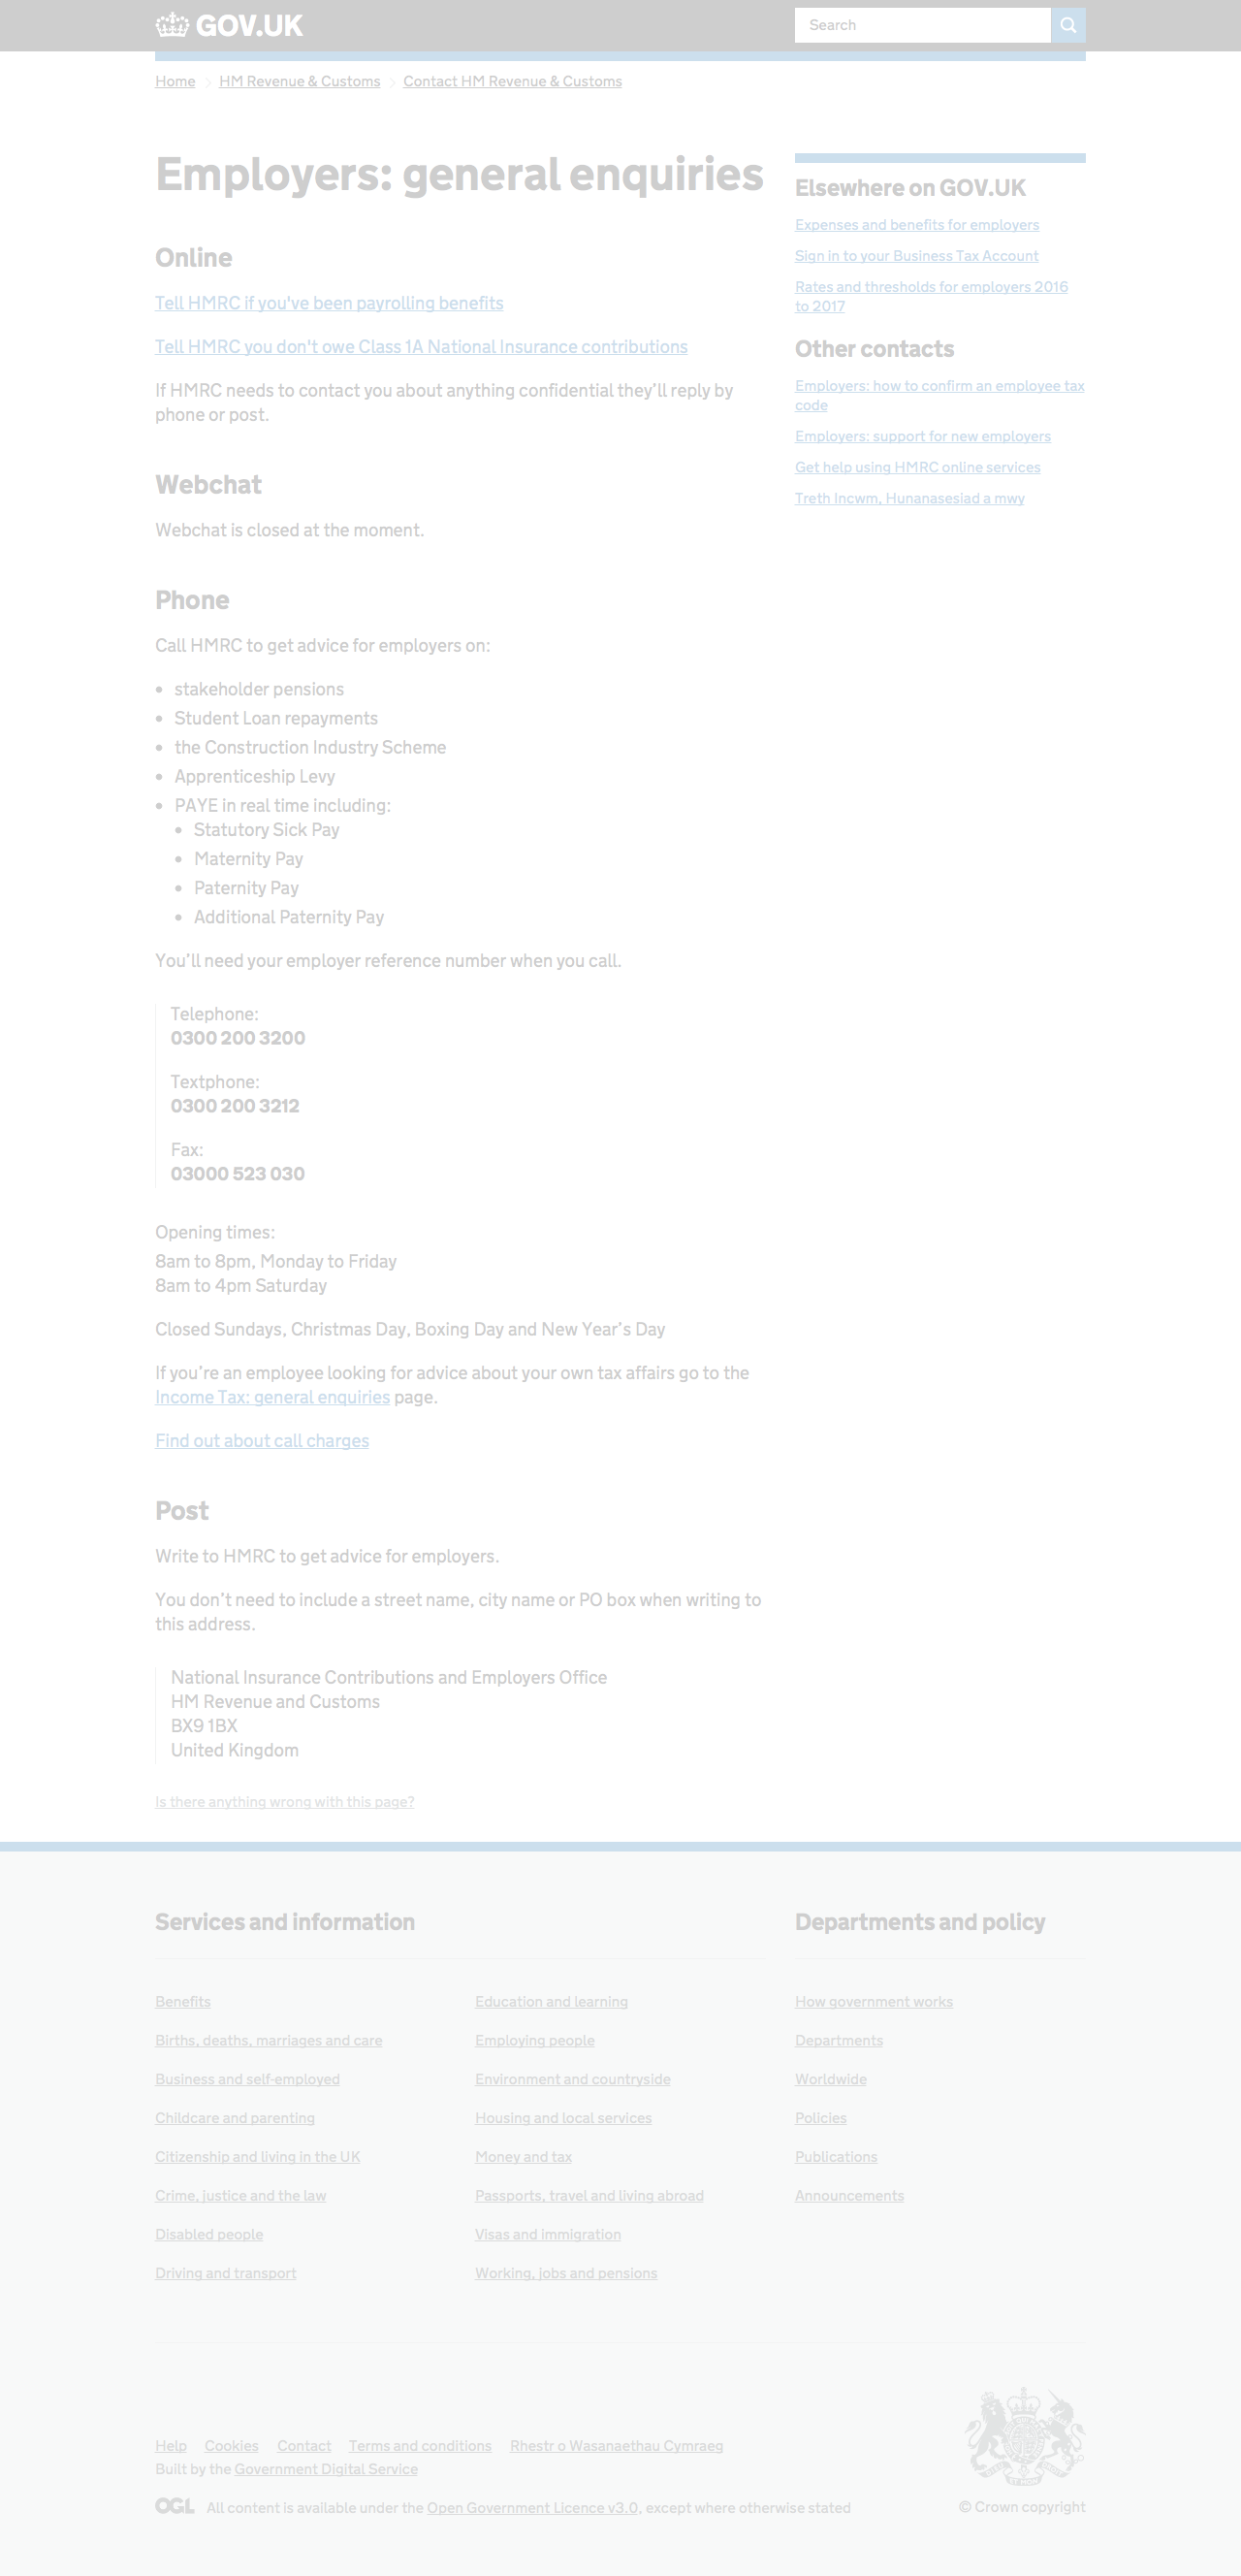 GOV.UK
Search
Home
HM Revenue & Customs
Contact HM Revenue & Customs
Employers: general enquiries
Online
Tell HMRC if you've been payrolling benefits
Tell HMRC you don't owe Class 1A National Insurance contributions
If HMRC needs to contact you about anything confidential they’ll reply by
phone or post.
Webchat
Webchat is closed at the moment.
Phone
Call HMRC to get advice for employers on:
• stakeholder pensions
• Student Loan repayments
• the Construction Industry Scheme
• Apprenticeship Levy
• PAYE in real time including:
• Statutory Sick Pay
• Maternity Pay
• Paternity Pay
• Additional Paternity Pay
You’ll need your employer reference number when you call.
Telephone:
0300 200 3200
Textphone:
0300 200 3212
Fax:
03000 523 030
Opening times:
8am to 8pm, Monday to Friday
8am to 4pm Saturday
Closed Sundays, Christmas Day, Boxing Day and New Year’s Day
If you’re an employee looking for advice about your own tax affairs go to the
Income Tax: general enquiries page.
Find out about call charges
Post
Write to HMRC to get advice for employers.
You don’t need to include a street name, city name or PO box when writing to
this address.
National Insurance Contributions and Employers Office
HM Revenue and Customs
BX9 1BX
United Kingdom
Is there anything wrong with this page?
Elsewhere on GOV.UK
Expenses and benefits for employers
Sign in to your Business Tax Account
Rates and thresholds for employers 2016
to 2017
Other contacts
Employers: how to confirm an employee tax
code
Employers: support for new employers
Get help using HMRC online services
Treth Incwm, Hunanasesiad a mwy
Services and information
Benefits
Births, deaths, marriages and care
Business and self-employed
Childcare and parenting
Citizenship and living in the UK
Crime, justice and the law
Disabled people
Driving and transport
Education and learning
Employing people
Environment and countryside
Housing and local services
Money and tax
Passports, travel and living abroad
Visas and immigration
Working, jobs and pensions
Departments and policy
How government works
Departments
Worldwide
Policies
Publications
Announcements
Help Cookies Contact Terms and conditions Rhestr o Wasanaethau Cymraeg
Built by the Government Digital Service
OGL All content is available under the Open Government Licence v3.0, except where otherwise stated
© Crown copyright